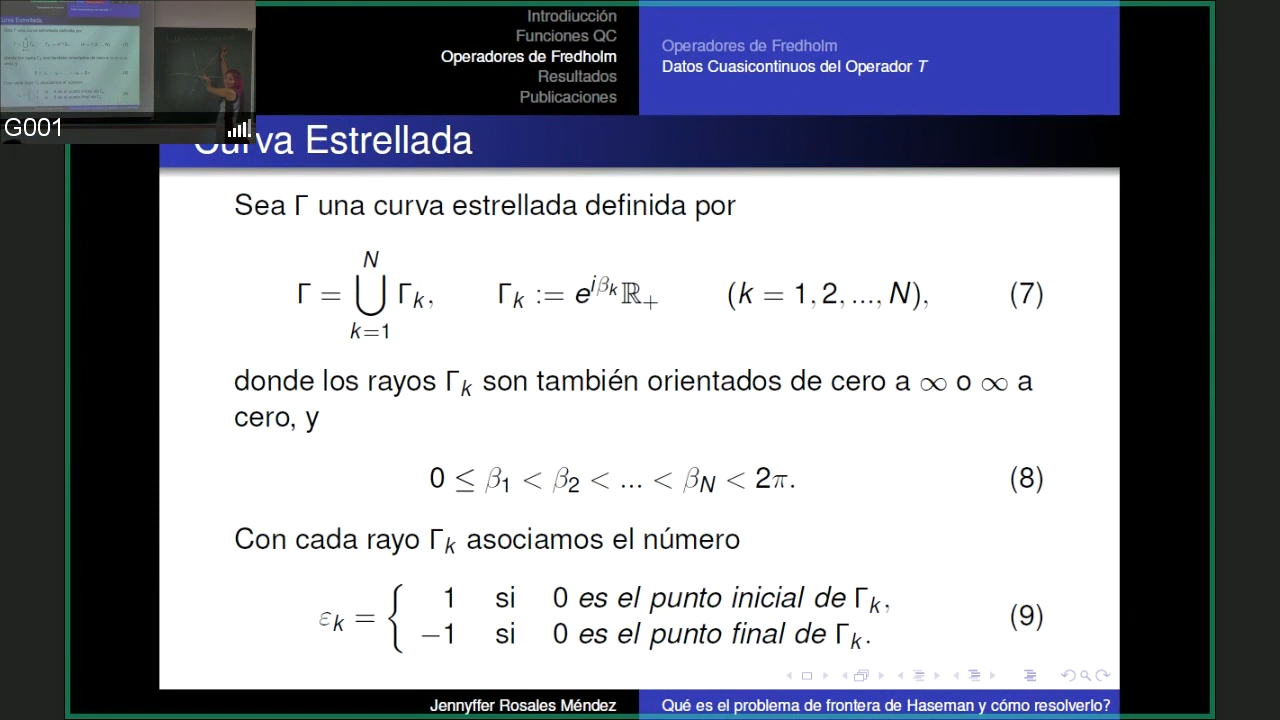 Introducción
Funciones QC
Operadores de Fredholm
Resultados
Publicaciones
Operadores de Fredholm
Datos Cuasicontinuos del Operador T
G001
Curva Estrellada
Sea Γ una curva estrellada definida por
Γ = ⋃_{k=1}^{N} Γ_k, Γ_k := e^{iβ_k}ℝ_+ (k = 1, 2, ..., N), (7)
donde los rayos Γ_k son también orientados de cero a ∞ o ∞ a
cero, y
0 ≤ β_1 < β_2 < ... < β_N < 2π. (8)
Con cada rayo Γ_k asociamos el número
ε_k = { 1 si 0 es el punto inicial de Γ_k,
−1 si 0 es el punto final de Γ_k. (9)
Jennyffer Rosales Méndez
Qué es el problema de frontera de Haseman y cómo resolverlo?